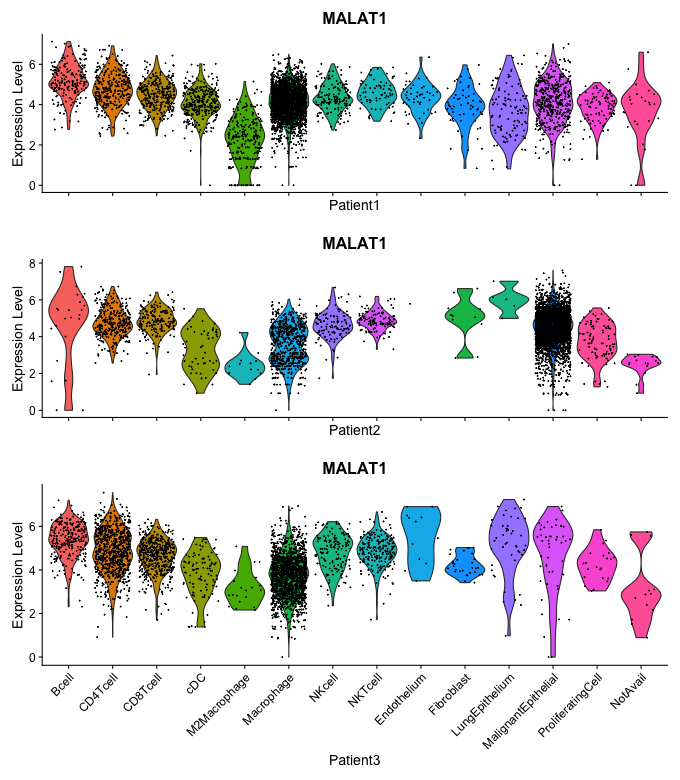 MALAT1
Expression Level
6
4
2
0
Patient1
MALAT1
Expression Level
8
6
4
2
0
Patient2
MALAT1
Expression Level
6
4
2
0
Bcell
CD4Tcell
CD8Tcell
cDC
M2Macrophage
Macrophage
NKcell
NKTcell
Endothelium
Fibroblast
LungEpithelium
MalignantEpithelial
ProliferatingCell
NotAvail
Patient3